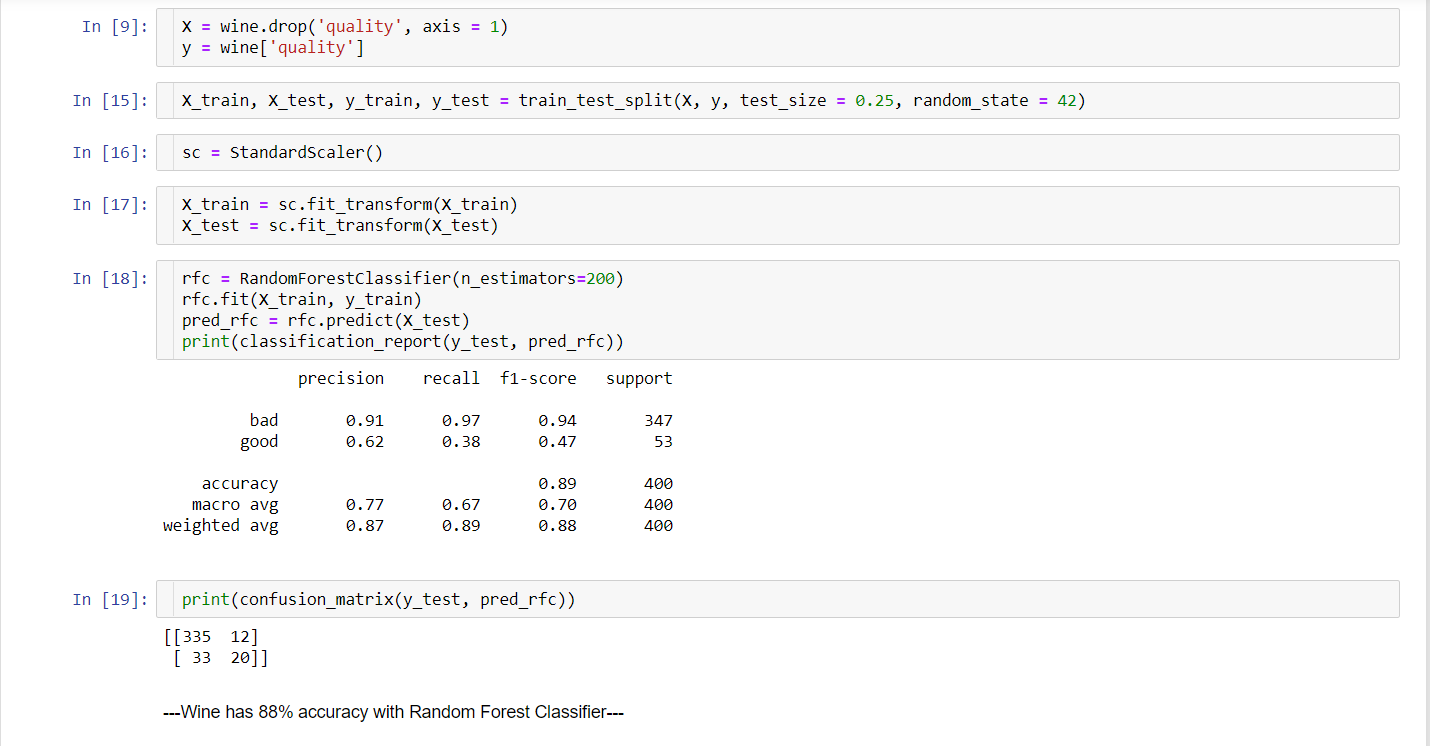 In [9]: X = wine.drop('quality', axis = 1)
y = wine['quality']
In [15]: X_train, X_test, y_train, y_test = train_test_split(X, y, test_size = 0.25, random_state = 42)
In [16]: sc = StandardScaler()
In [17]: X_train = sc.fit_transform(X_train)
X_test = sc.fit_transform(X_test)
In [18]: rfc = RandomForestClassifier(n_estimators=200)
rfc.fit(X_train, y_train)
pred_rfc = rfc.predict(X_test)
print(classification_report(y_test, pred_rfc))
precision recall f1-score support
bad 0.91 0.97 0.94 347
good 0.62 0.38 0.47 53
accuracy 0.89 400
macro avg 0.77 0.67 0.70 400
weighted avg 0.87 0.89 0.88 400
In [19]: print(confusion_matrix(y_test, pred_rfc))
[[335 12]
[ 33 20]]
---Wine has 88% accuracy with Random Forest Classifier---